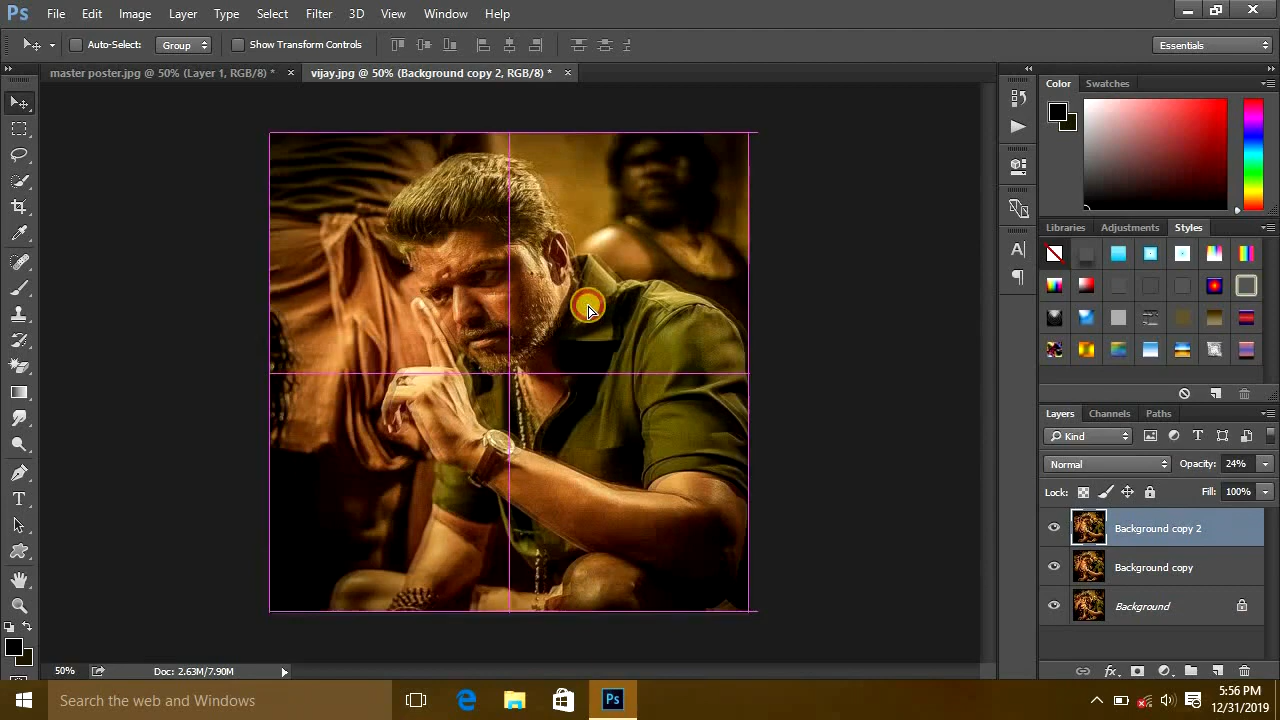 Ps File Edit Image Layer Type Select Filter 3D View Window Help
Auto-Select: Group Show Transform Controls Essentials
master poster.jpg @ 50% (Layer 1, RGB/8) * × vijay.jpg @ 50% (Background copy 2, RGB/8) * ×
Color Swatches
Libraries Adjustments Styles
Layers Channels Paths
Kind
Normal Opacity: 24%
Lock: Fill: 100%
Background copy 2
Background copy
Background
50% Doc: 2.63M/7.90M
fx
Search the web and Windows Ps 5:56 PM
12/31/2019